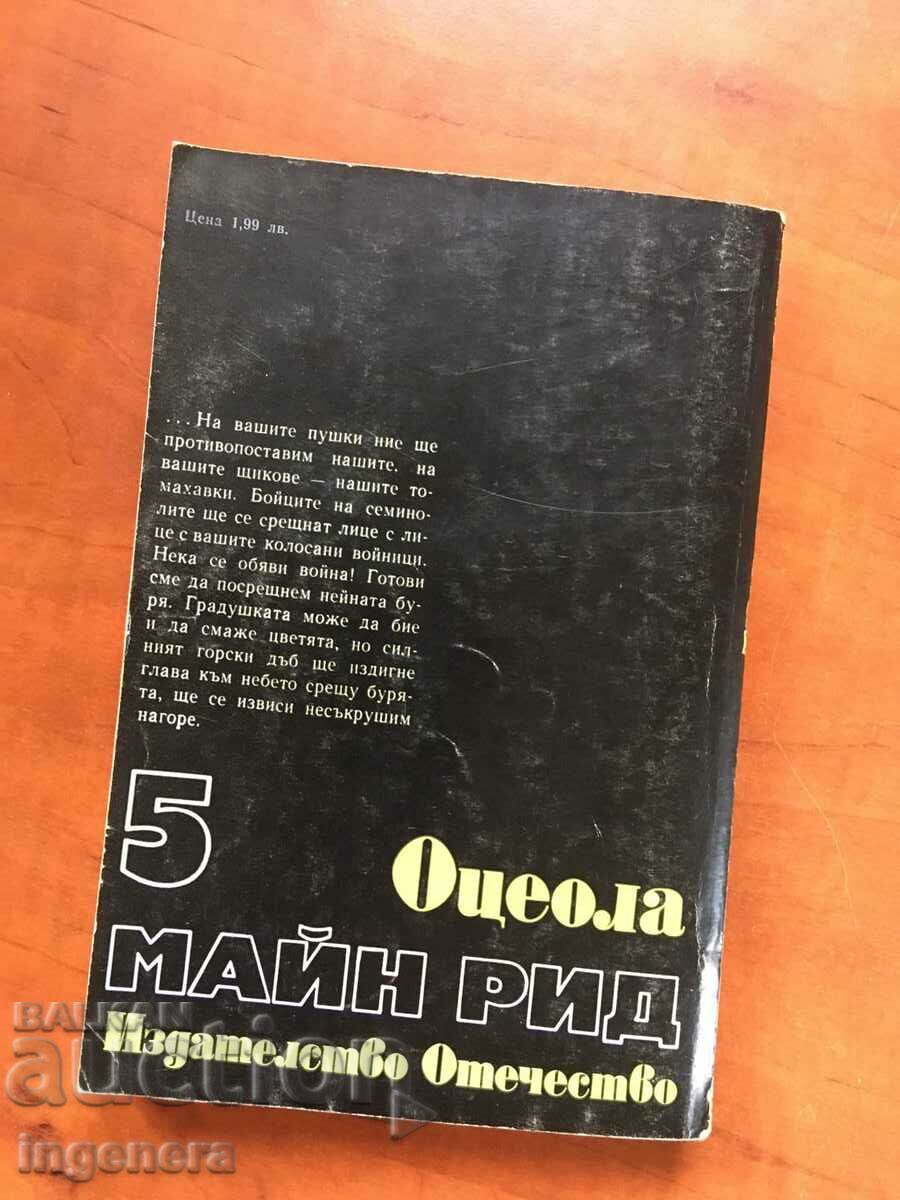 Цена 1,99 лв.
...На вашите пушки ние ще
противопоставим нашите, на
вашите щикове — нашите то-
махавки. Бойците на семино-
лите ще се срещнат лице с ли-
це с вашите колосани войници.
Нека се обяви война! Готови
сме да посрещнем нейната бу-
ря. Градушката може да бие
и да смаже цветята, но сил-
ният горски дъб ще издигне
глава към небето срещу буря-
та, ще се извиси несъкрушим
нагоре.
5
Оцеола
МАЙН РИД
Издателство Отечество
BALKAN
auction
ingenera